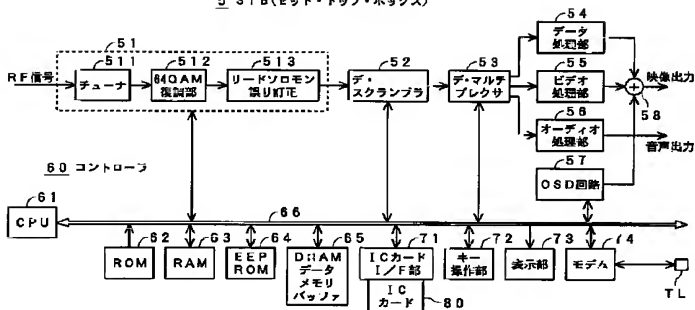 5 STB(セット・トップ・ボックス)
51
511
512
513
RF信号
チューナ
64QAM
復調部
リードソロモン
誤り訂正
52
デ・
スクランブラ
53
デ・マルチ
プレクサ
54
データ
処理部
55
ビデオ
処理部
56
オーディオ
処理部
57
OSD回路
58
映像出力
音声出力
60 コントローラ
61
CPU
66
62
ROM
63
RAM
64
EEP
ROM
65
DRAM
データ
メモリ
バッファ
71
ICカード
I/F部
80
IC
カード
72
キー
操作部
73
表示部
74
モデム
TL